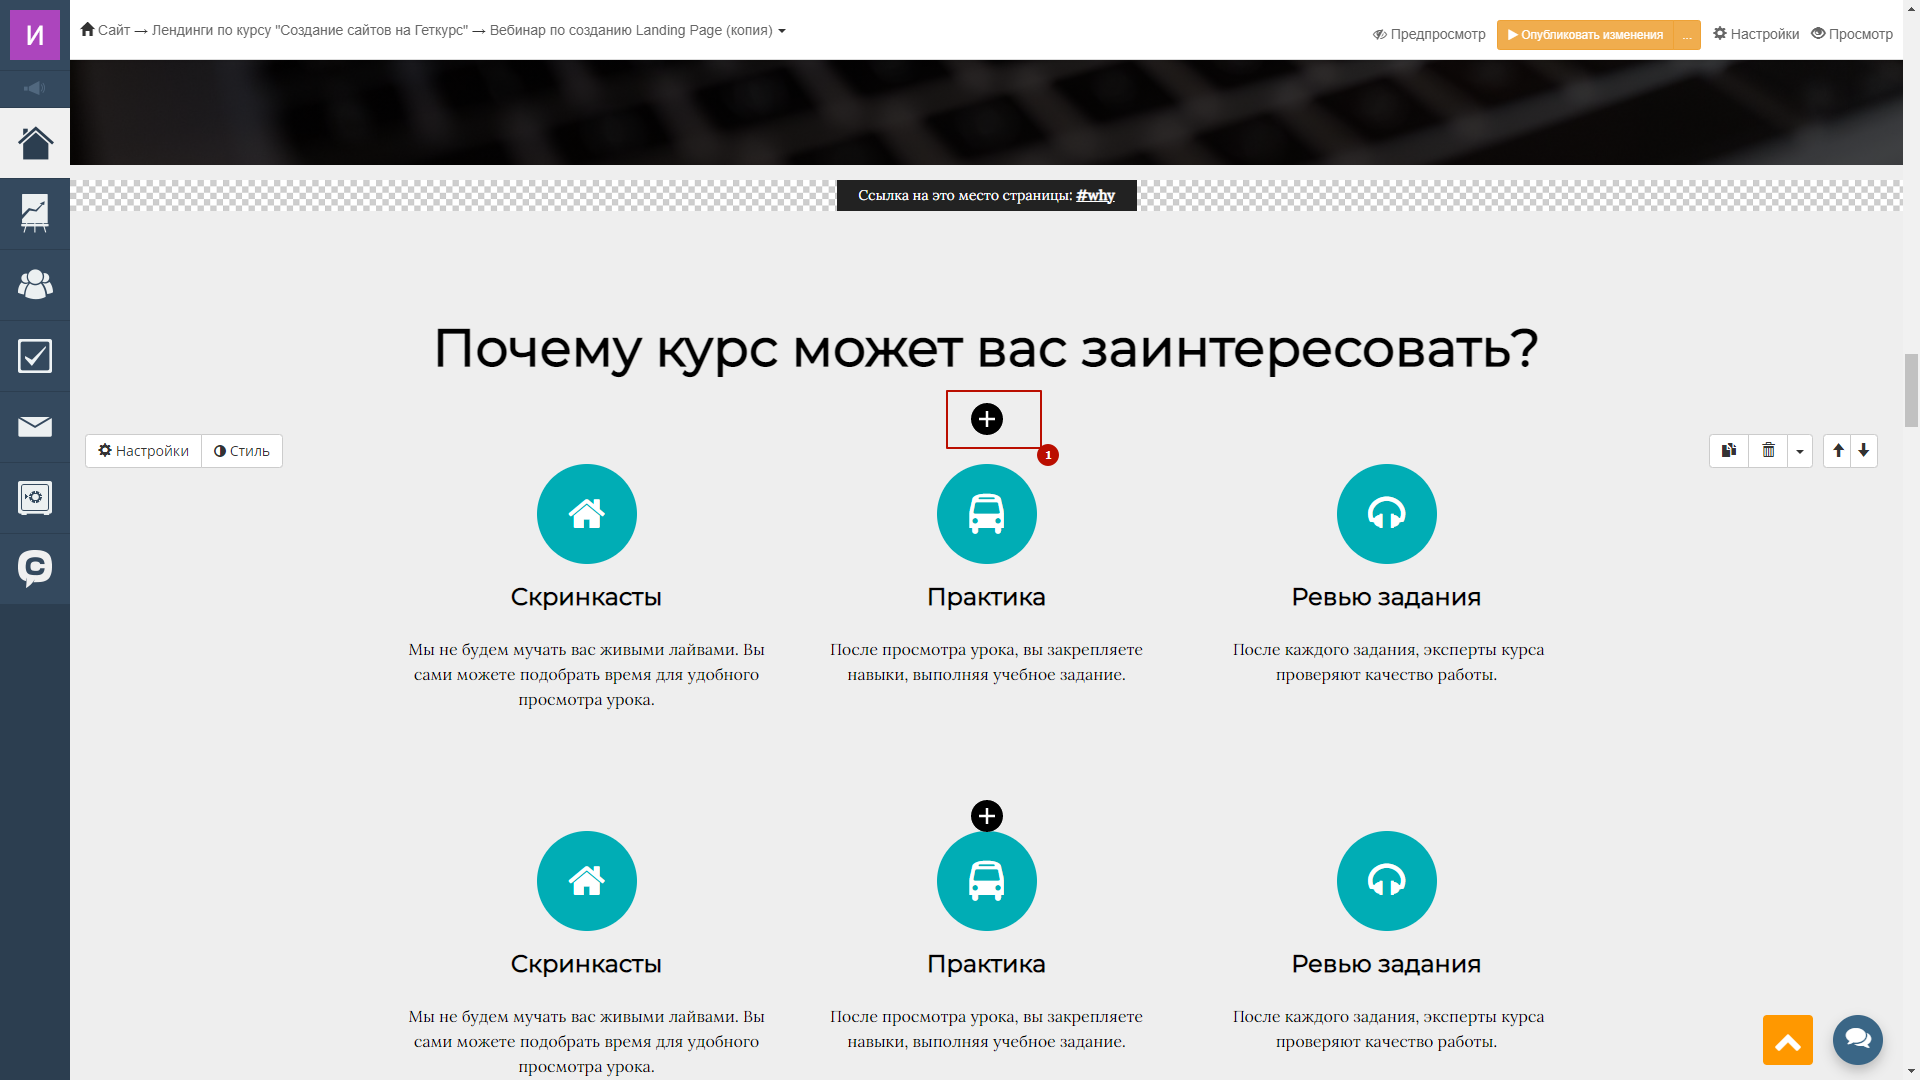 И
Сайт → Лендинги по курсу "Создание сайтов на Геткурс" → Вебинар по созданию Landing Page (копия)
Предпросмотр
Опубликовать изменения
...
Настройки
Просмотр
Ссылка на это место страницы: #why
Почему курс может вас заинтересовать?
Настройки
Стиль
1
Скринкасты
Мы не будем мучать вас живыми лайвами. Вы
сами можете подобрать время для удобного
просмотра урока.
Практика
После просмотра урока, вы закрепляете
навыки, выполняя учебное задание.
Ревью задания
После каждого задания, эксперты курса
проверяют качество работы.
Скринкасты
Мы не будем мучать вас живыми лайвами. Вы
сами можете подобрать время для удобного
просмотра урока.
Практика
После просмотра урока, вы закрепляете
навыки, выполняя учебное задание.
Ревью задания
После каждого задания, эксперты курса
проверяют качество работы.
C